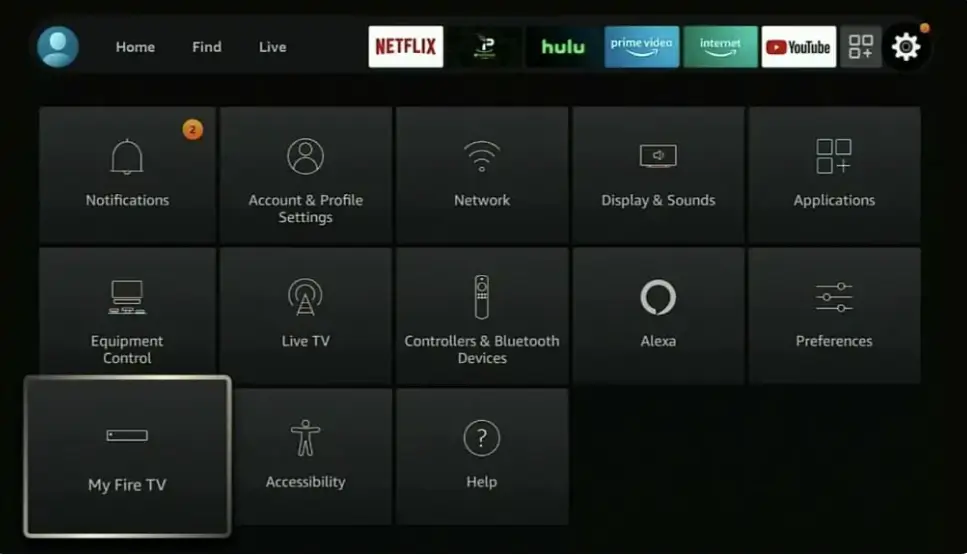 Home
Find
Live
NETFLIX
hulu
prime video
internet
YouTube
2
Notifications
Account & Profile
Settings
Network
Display & Sounds
Applications
Equipment
Control
Live TV
Controllers & Bluetooth
Devices
Alexa
Preferences
My Fire TV
Accessibility
?
Help